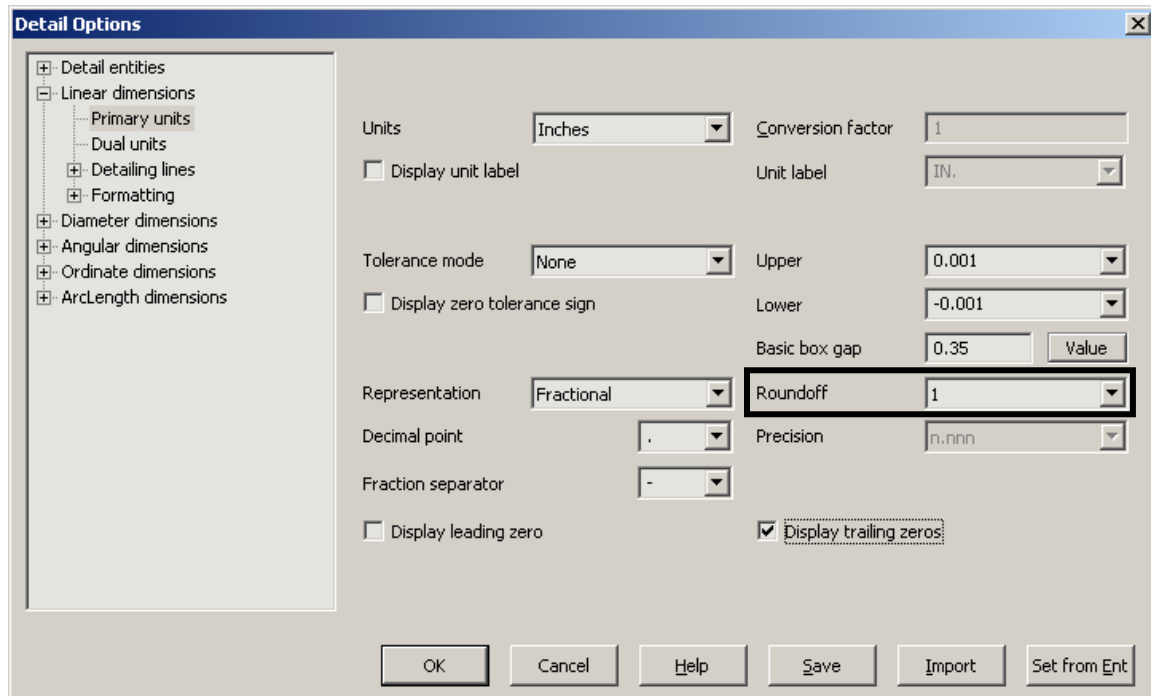 Detail Options
Detail entities
Linear dimensions
Primary units
Dual units
Detailing lines
Formatting
Diameter dimensions
Angular dimensions
Ordinate dimensions
ArcLength dimensions
Units Inches Conversion factor 1
Display unit label Unit label IN.
Tolerance mode None Upper 0.001
Display zero tolerance sign Lower -0.001
Basic box gap 0.35 Value
Representation Fractional Roundoff 1
Decimal point . Precision n.nnn
Fraction separator -
Display leading zero Display trailing zeros
OK Cancel Help Save Import Set from Ent